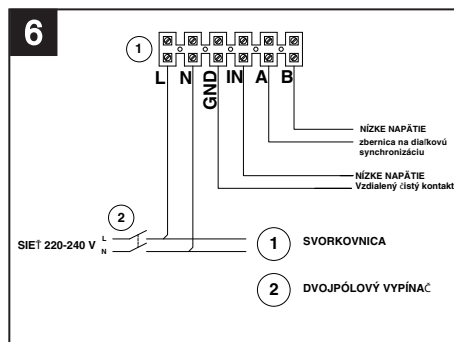 6
1
L N GND IN A B
NÍZKE NAPÄTIE
zbernica na diaľkovú
synchronizáciu
NÍZKE NAPÄTIE
Vzdialený čistý kontakt
2
SIEŤ 220-240 V
L
N
1 SVORKOVNICA
2 DVOJPÓLOVÝ VYPÍNAČ